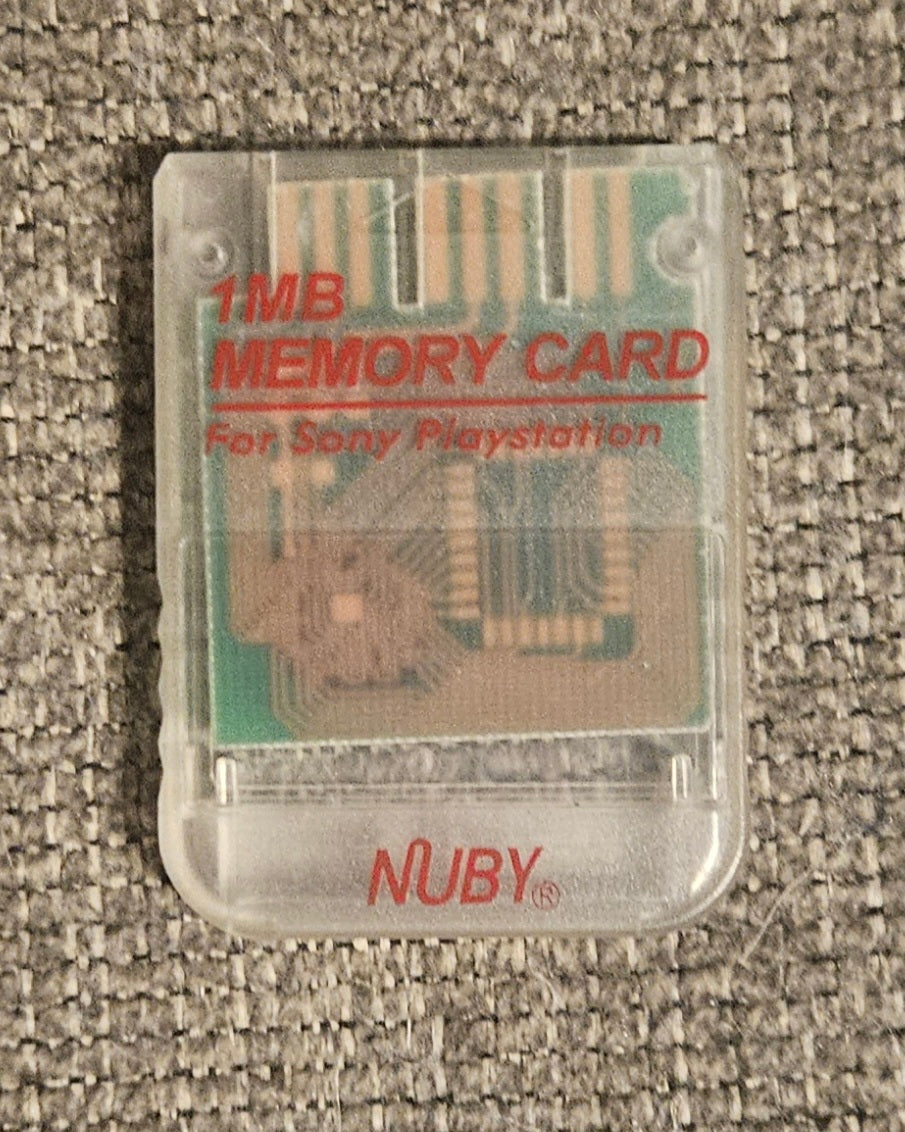 1MB
MEMORY CARD
For Sony Playstation
NUBY®